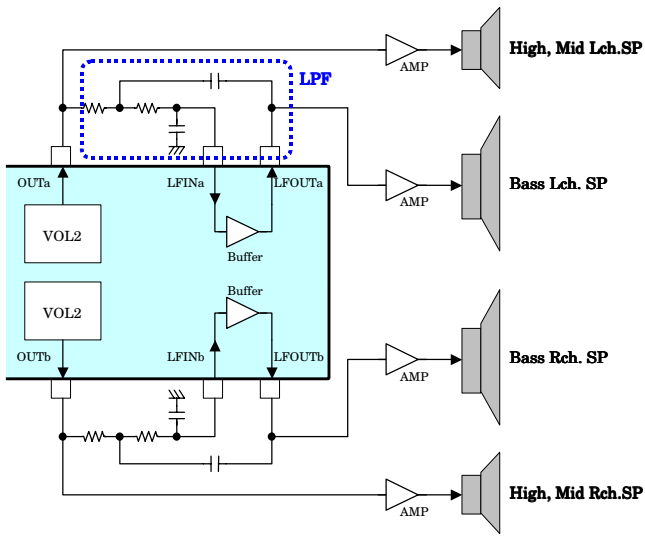 High, Mid Lch.SP
AMP
LPF
OUTa
LFINa
LFOUTa
AMP
Bass Lch. SP
VOL2
Buffer
VOL2
Buffer
OUTb
LFINb
LFOUTb
AMP
Bass Rch. SP
High, Mid Rch.SP
AMP